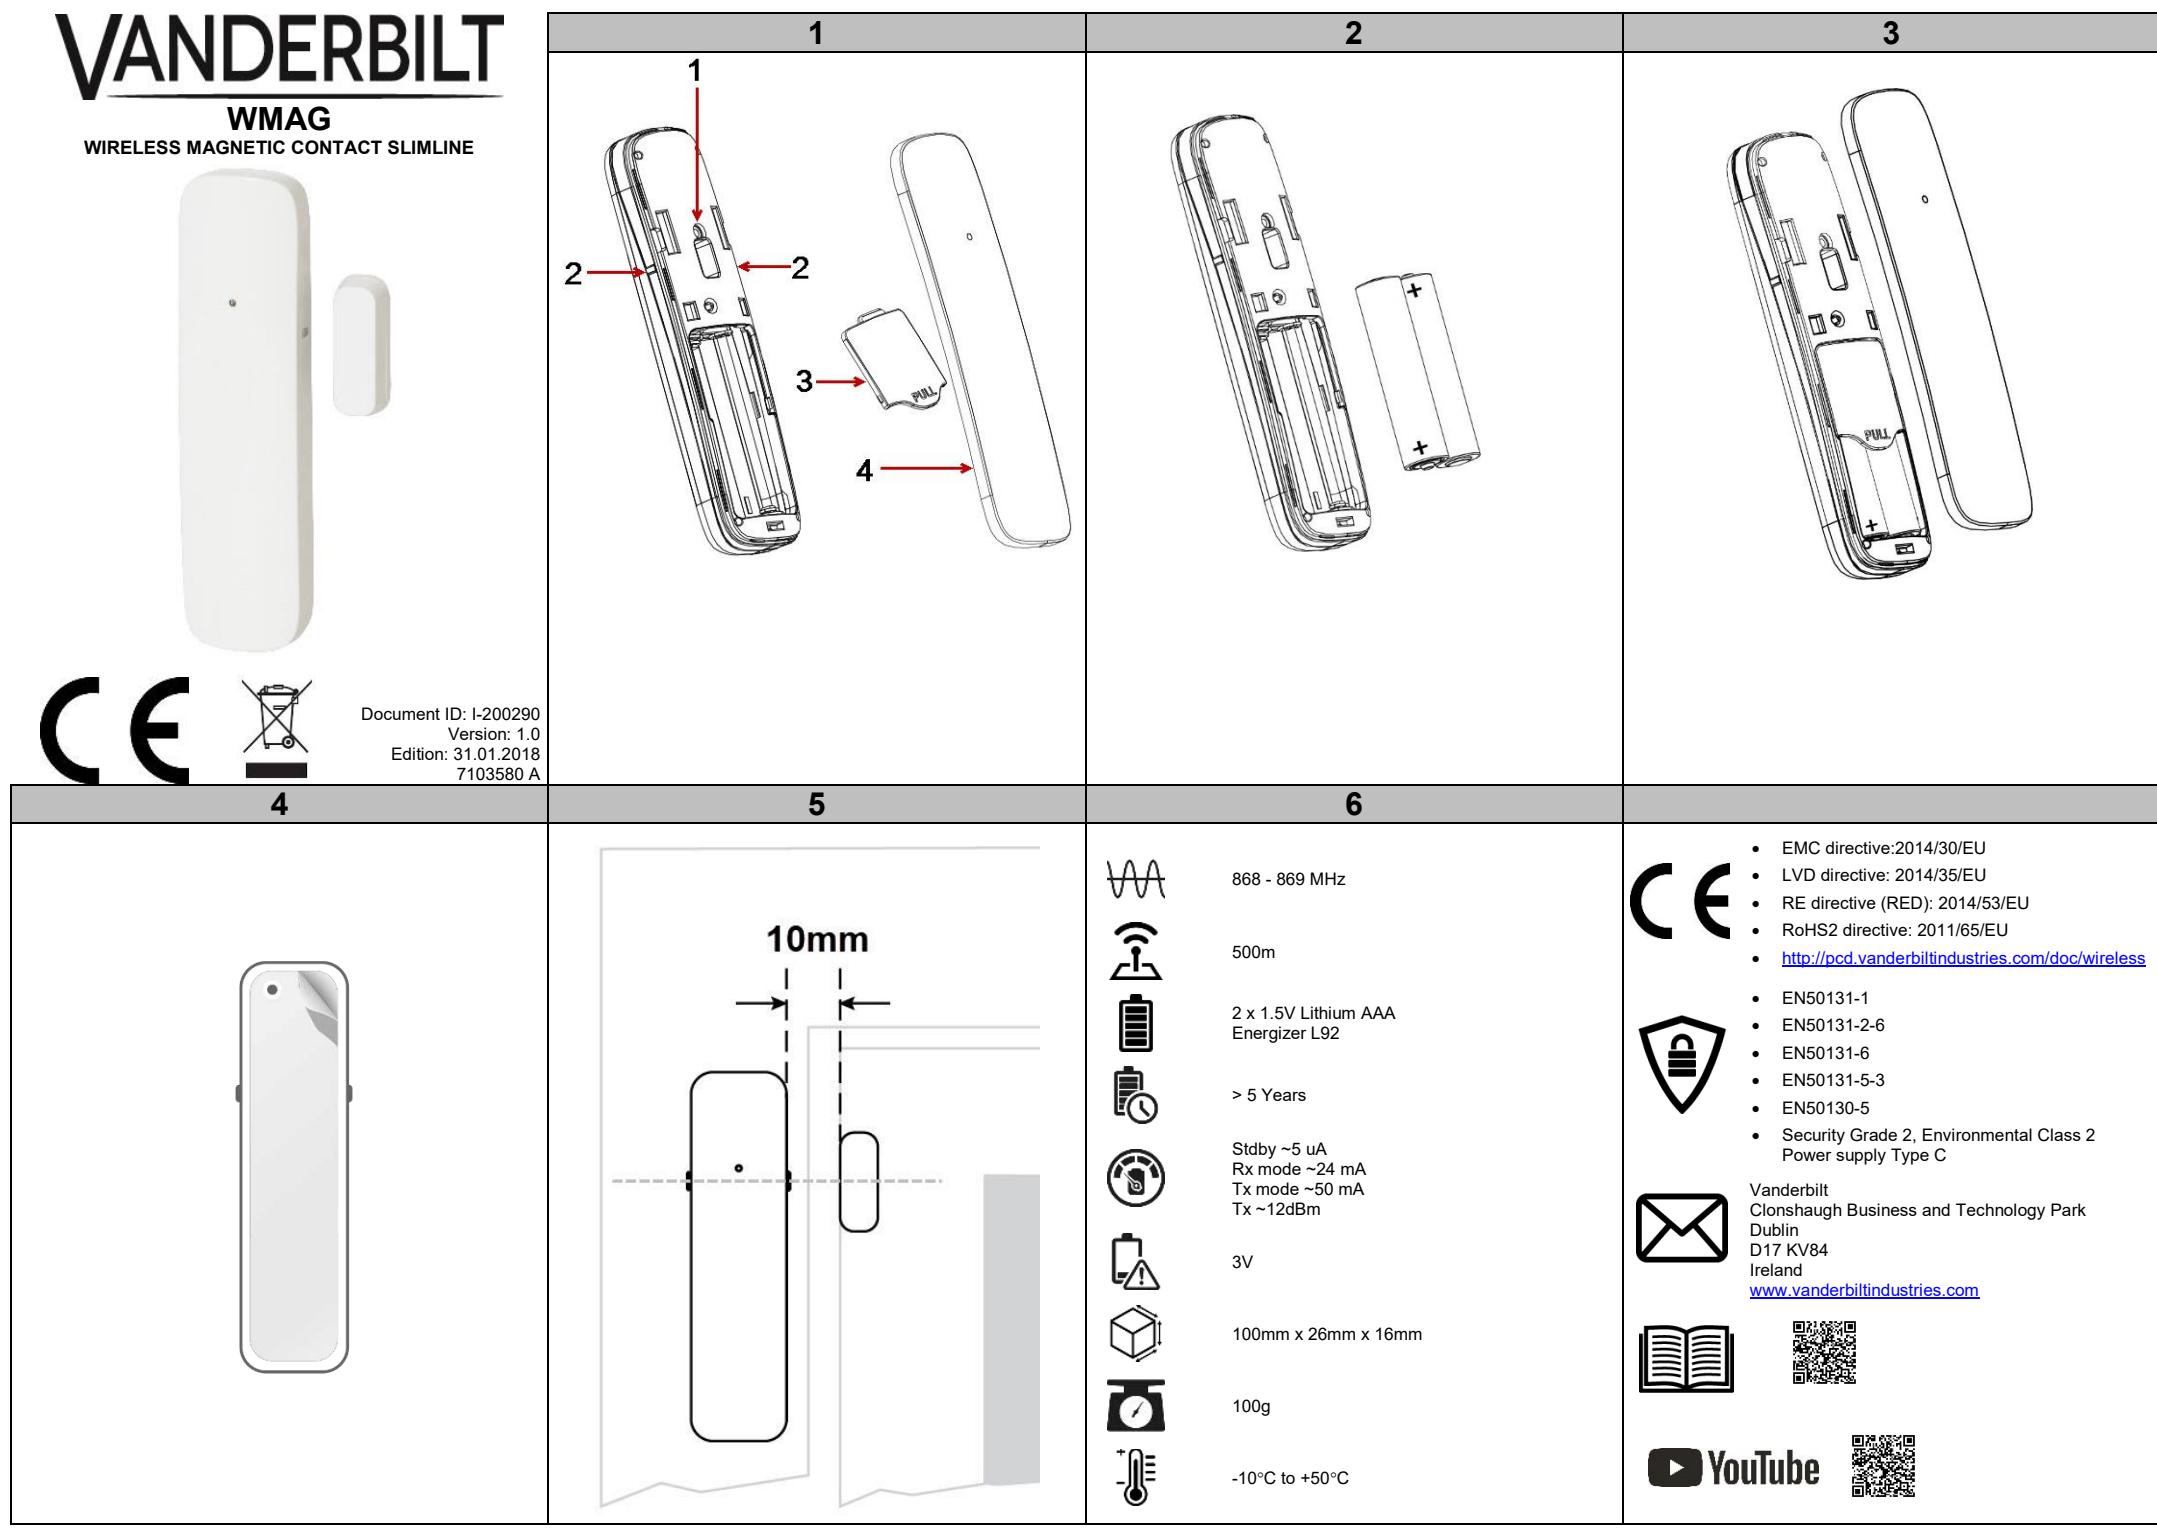 VANDERBILT
WMAG
WIRELESS MAGNETIC CONTACT SLIMLINE
Document ID: I-200290
Version: 1.0
Edition: 31.01.2018
7103580 A
1
1
2
2
3
PULL
4
2
+
+
3
PULL
+
4
5
10mm
6
868 - 869 MHz
500m
2 x 1.5V Lithium AAA
Energizer L92
> 5 Years
Stdby ~5 uA
Rx mode ~24 mA
Tx mode ~50 mA
Tx ~12dBm
3V
100mm x 26mm x 16mm
100g
-10°C to +50°C
CE
• EMC directive:2014/30/EU
• LVD directive: 2014/35/EU
• RE directive (RED): 2014/53/EU
• RoHS2 directive: 2011/65/EU
• http://pcd.vanderbiltindustries.com/doc/wireless
• EN50131-1
• EN50131-2-6
• EN50131-6
• EN50131-5-3
• EN50130-5
• Security Grade 2, Environmental Class 2
Power supply Type C
Vanderbilt
Clonshaugh Business and Technology Park
Dublin
D17 KV84
Ireland
www.vanderbiltindustries.com
YouTube